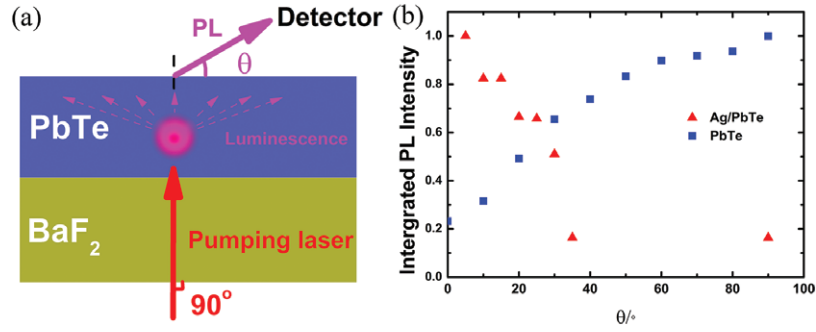 (a)
PL
Detector
θ
PbTe
Luminescence
BaF2
Pumping laser
90°
(b)
Intergrated PL Intensity
1.0
0.8
0.6
0.4
0.2
0.0
Ag/PbTe
PbTe
0 20 40 60 80 100
θ/°